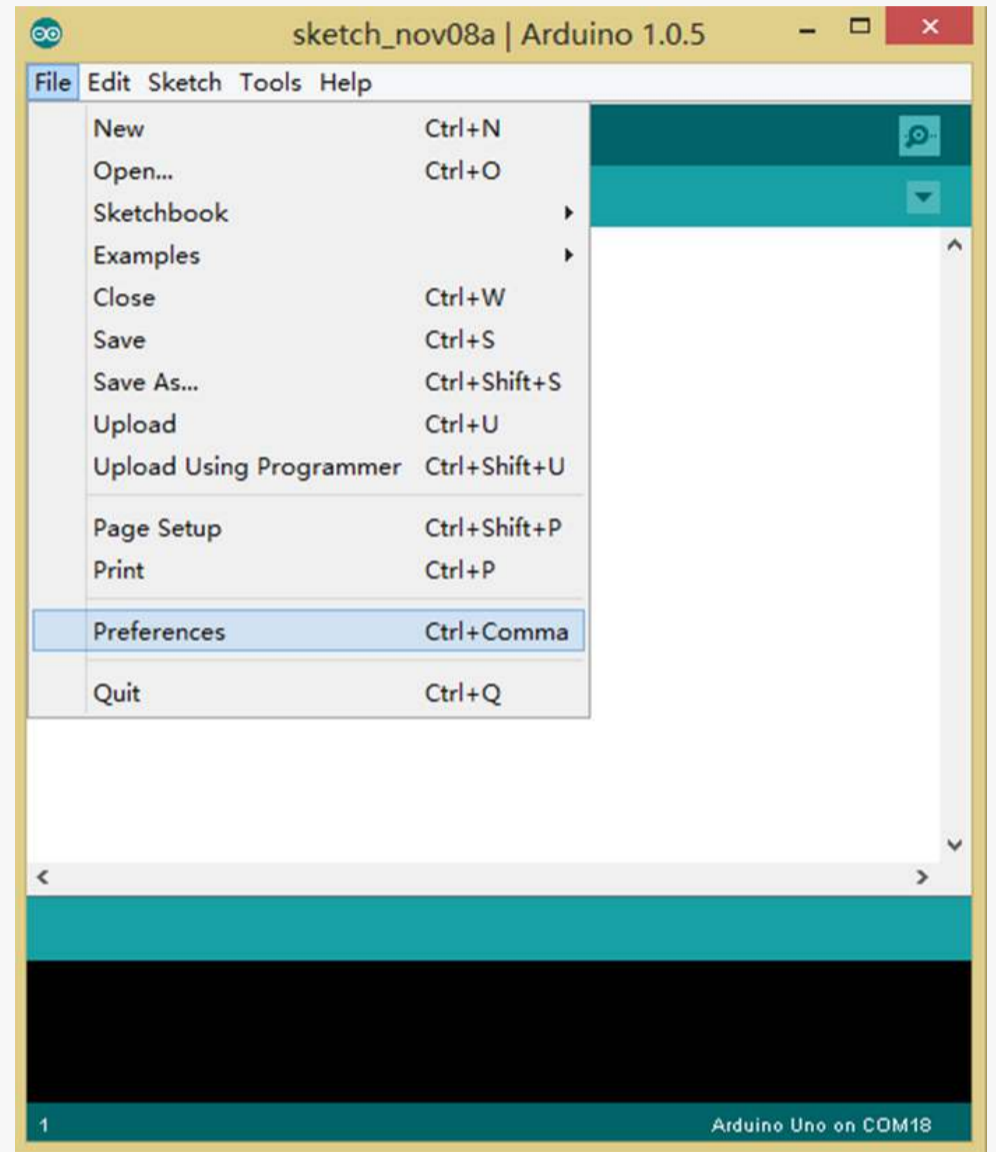 sketch_nov08a | Arduino 1.0.5
File Edit Sketch Tools Help
New Ctrl+N
Open... Ctrl+O
Sketchbook
Examples
Close Ctrl+W
Save Ctrl+S
Save As... Ctrl+Shift+S
Upload Ctrl+U
Upload Using Programmer Ctrl+Shift+U
Page Setup Ctrl+Shift+P
Print Ctrl+P
Preferences Ctrl+Comma
Quit Ctrl+Q
1 Arduino Uno on COM18